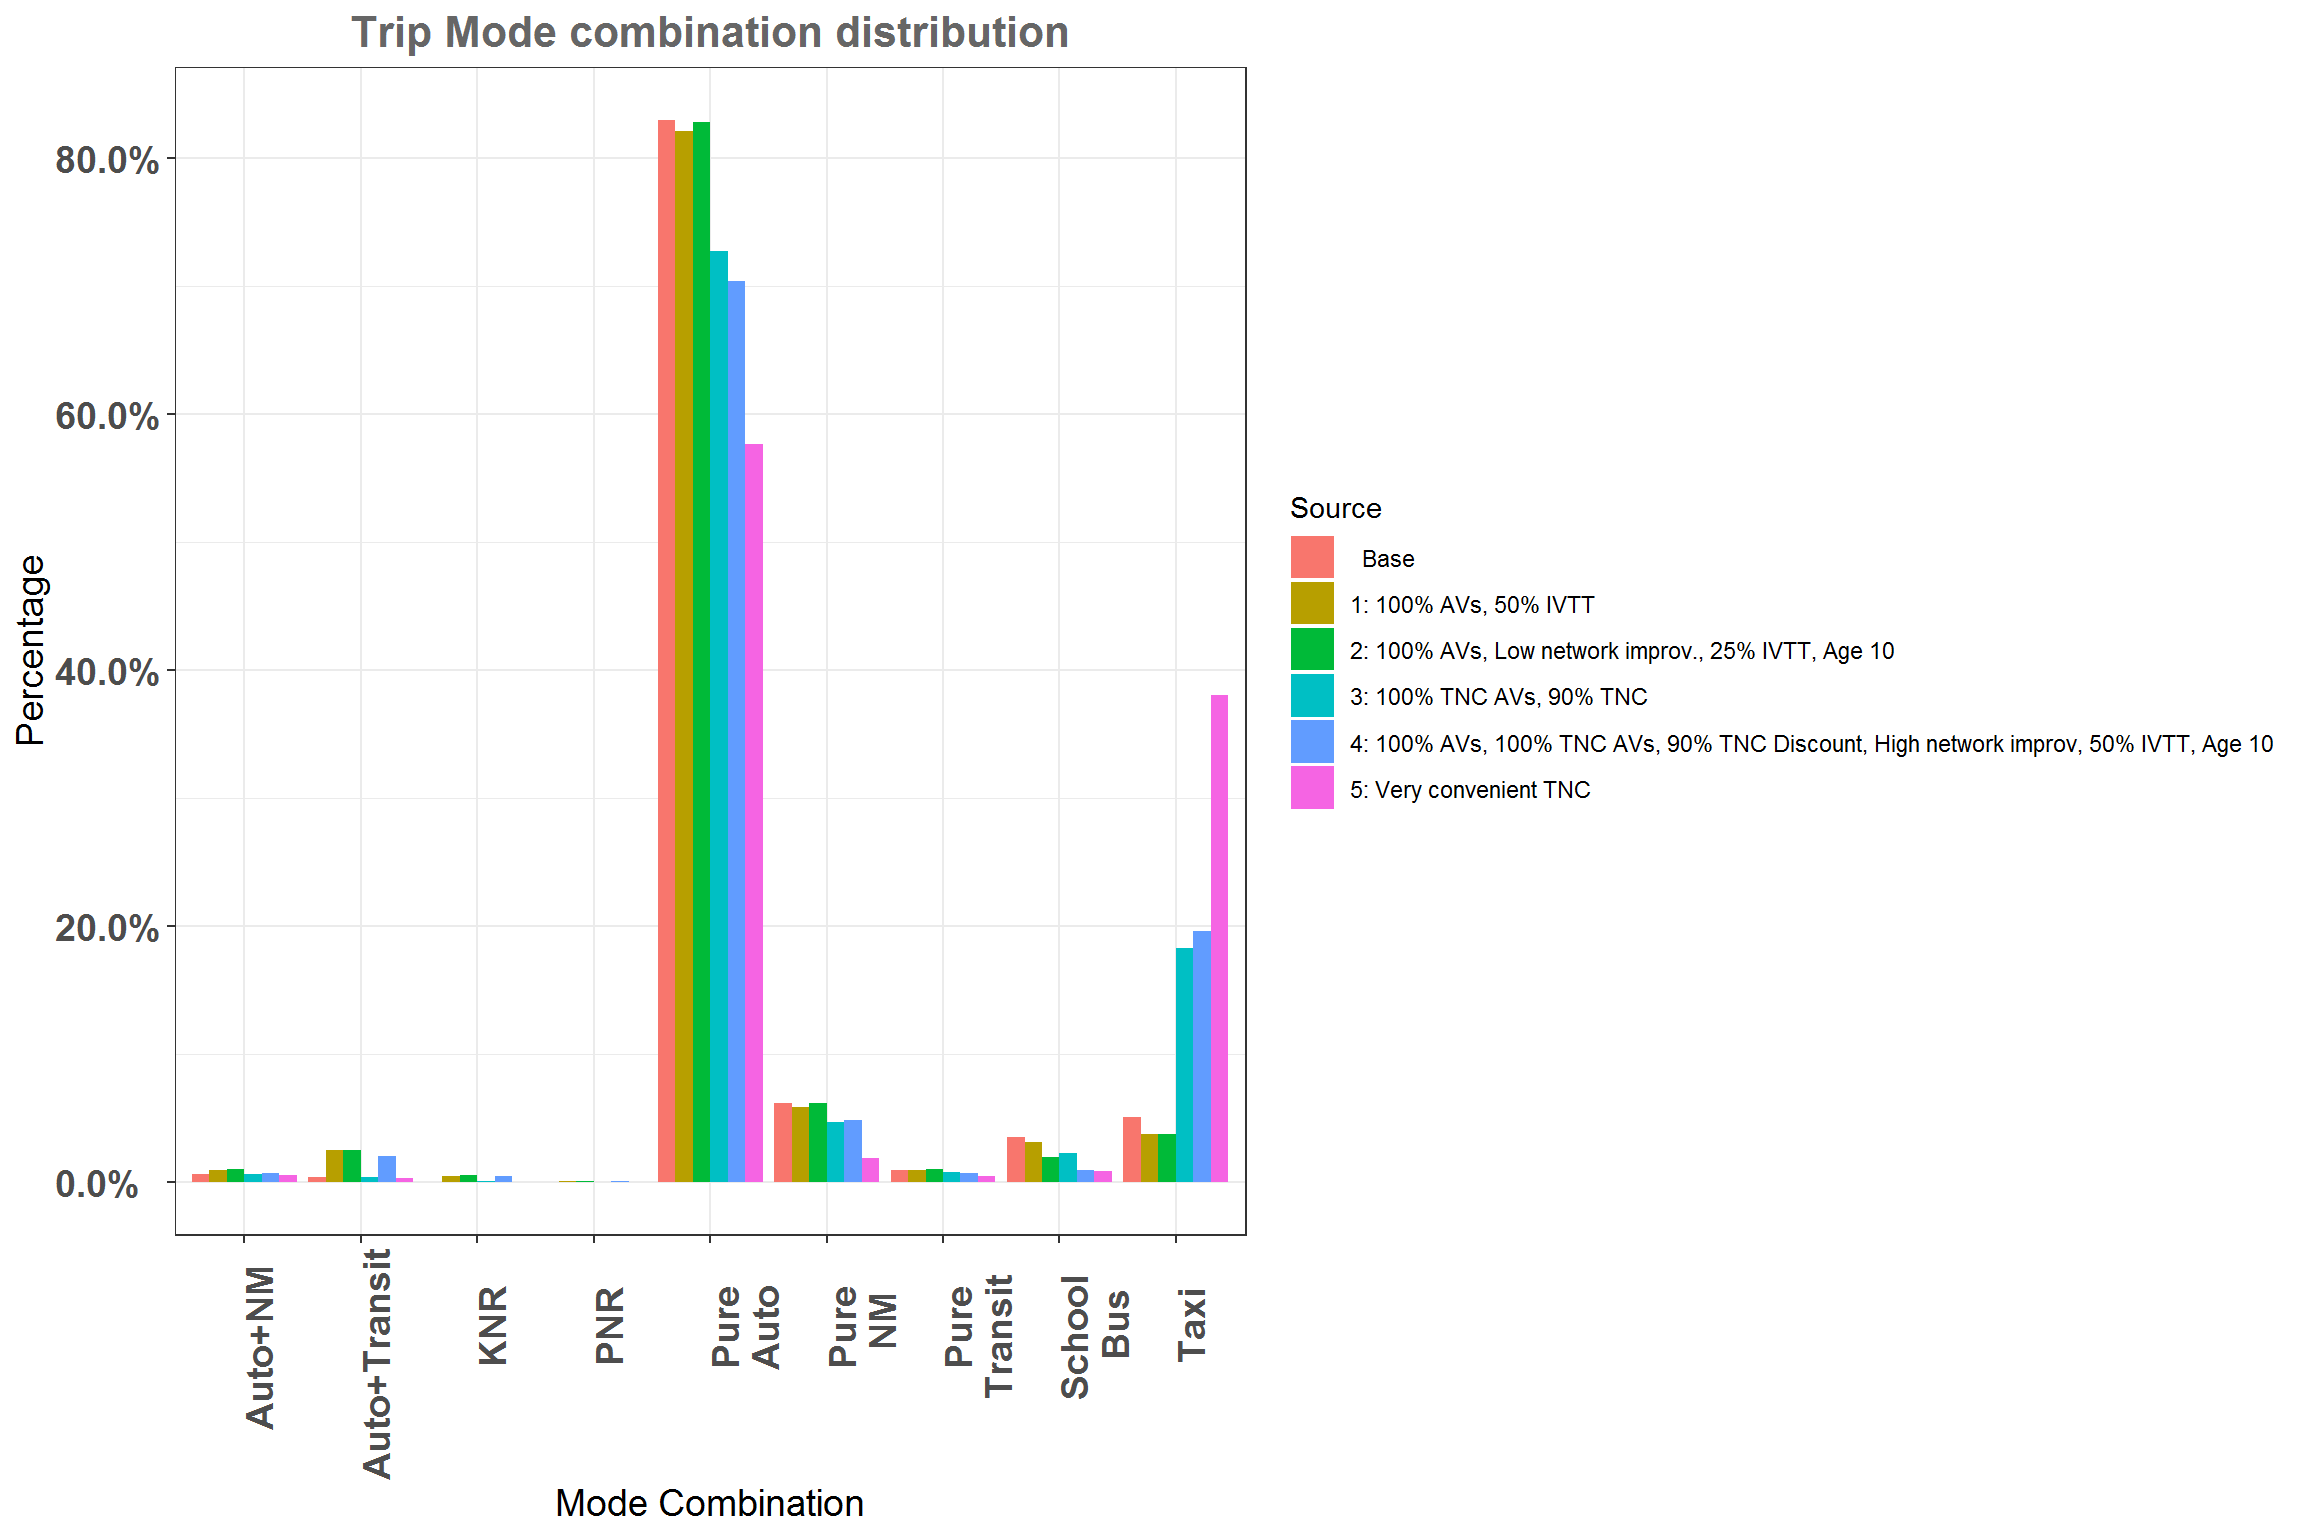 Trip Mode combination distribution
Percentage
80.0%
60.0%
40.0%
20.0%
0.0%
Auto+NM
Auto+Transit
KNR
PNR
Pure
Auto
Pure
NM
Pure
Transit
School
Bus
Taxi
Mode Combination
Source
Base
1: 100% AVs, 50% IVTT
2: 100% AVs, Low network improv., 25% IVTT, Age 10
3: 100% TNC AVs, 90% TNC
4: 100% AVs, 100% TNC AVs, 90% TNC Discount, High network improv, 50% IVTT, Age 10
5: Very convenient TNC